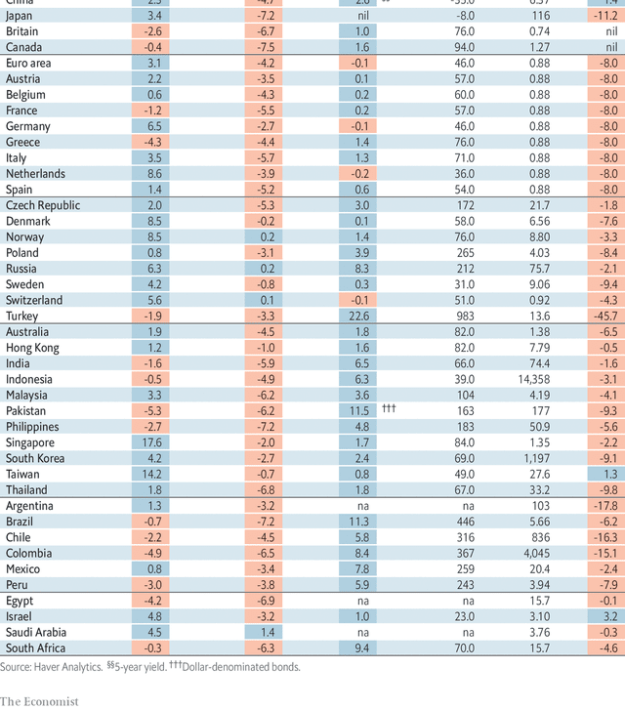 China 2.3 -4.7 1.4
Japan 3.4 -7.2 nil -8.0 116 -11.2
Britain -2.6 -6.7 1.0 76.0 0.74 nil
Canada -0.4 -7.5 1.6 94.0 1.27 nil
Euro area 3.1 -4.2 -0.1 46.0 0.88 -8.0
Austria 2.2 -3.5 0.1 57.0 0.88 -8.0
Belgium 0.6 -4.3 0.2 60.0 0.88 -8.0
France -1.2 -5.5 0.2 57.0 0.88 -8.0
Germany 6.5 -2.7 -0.1 46.0 0.88 -8.0
Greece -4.3 -4.4 1.4 76.0 0.88 -8.0
Italy 3.5 -5.7 1.3 71.0 0.88 -8.0
Netherlands 8.6 -3.9 -0.2 36.0 0.88 -8.0
Spain 1.4 -5.2 0.6 54.0 0.88 -8.0
Czech Republic 2.0 -5.3 3.0 172 21.7 -1.8
Denmark 8.5 -0.2 0.1 58.0 6.56 -7.6
Norway 8.5 0.2 1.4 76.0 8.80 -3.3
Poland 0.8 -3.1 3.9 265 4.03 -8.4
Russia 6.3 0.2 8.3 212 75.7 -2.1
Sweden 4.2 -0.8 0.3 31.0 9.06 -9.4
Switzerland 5.6 0.1 -0.1 51.0 0.92 -4.3
Turkey -1.9 -3.3 22.6 983 13.6 -45.7
Australia 1.9 -4.5 1.8 82.0 1.38 -6.5
Hong Kong 1.2 -1.0 1.6 82.0 7.79 -0.5
India -1.6 -5.9 6.5 66.0 74.4 -1.6
Indonesia -0.5 -4.9 6.3 39.0 14,358 -3.1
Malaysia 3.3 -6.2 3.6 104 4.19 -4.1
Pakistan -5.3 -6.2 11.5 ††† 163 177 -9.3
Philippines -2.7 -7.2 4.8 183 50.9 -5.6
Singapore 17.6 -2.0 1.7 84.0 1.35 -2.2
South Korea 4.2 -2.7 2.4 69.0 1,197 -9.1
Taiwan 14.2 -0.7 0.8 49.0 27.6 1.3
Thailand 1.8 -6.8 1.8 67.0 33.2 -9.8
Argentina 1.3 -3.2 na na 103 -17.8
Brazil -0.7 -7.2 11.3 446 5.66 -6.2
Chile -2.2 -4.5 5.8 316 836 -16.3
Colombia -4.9 -6.5 8.4 367 4,045 -15.1
Mexico 0.8 -3.4 7.8 259 20.4 -2.4
Peru -3.0 -3.8 5.9 243 3.94 -7.9
Egypt -4.2 -6.9 na na 15.7 -0.1
Israel 4.8 -3.2 1.0 23.0 3.10 3.2
Saudi Arabia 4.5 1.4 na na 3.76 -0.3
South Africa -0.3 -6.3 9.4 70.0 15.7 -4.6
Source: Haver Analytics. §§5-year yield. †††Dollar-denominated bonds.
The Economist